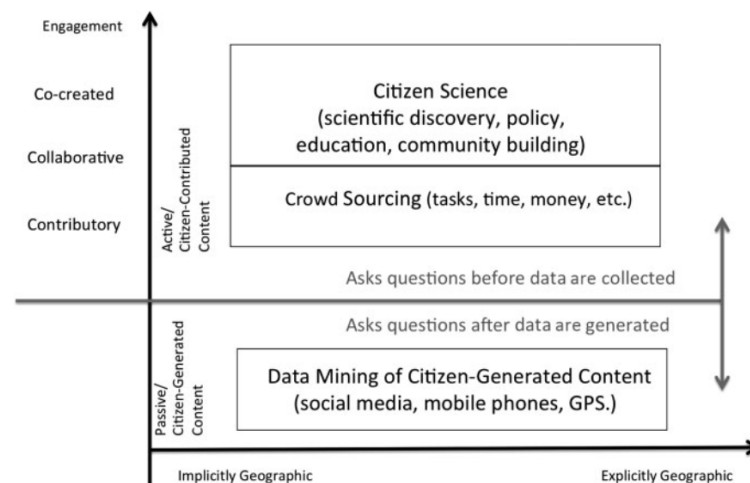 Engagement
Co-created
Collaborative
Contributory
Active/
Citizen-Contributed
Content
Citizen Science
(scientific discovery, policy,
education, community building)
Crowd Sourcing (tasks, time, money, etc.)
Asks questions before data are collected
Asks questions after data are generated
Passive/
Citizen-Generated
Content
Data Mining of Citizen-Generated Content
(social media, mobile phones, GPS.)
Implicitly Geographic
Explicitly Geographic